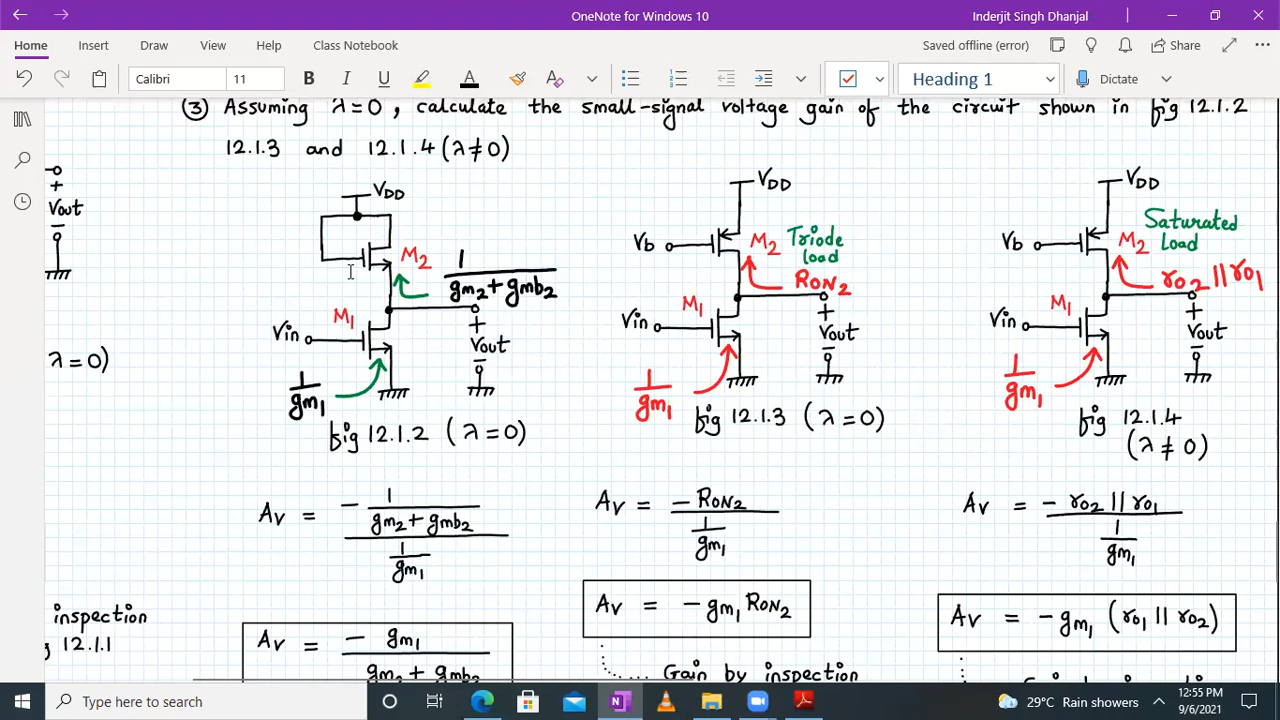 OneNote for Windows 10
Inderjit Singh Dhanjal
Home Insert Draw View Help Class Notebook
Saved offline (error)
Share
Calibri
11
B I U A
Heading 1
Dictate
③ Assuming λ=0, calculate the small-signal voltage gain of the circuit shown in fig 12.1.2
12.1.3 and 12.1.4 (λ≠0)
+
Vout
−
λ=0)
VDD
M2
1/(gm2 + gmb2)
M1
Vin
+
Vout
−
1/gm1
fig 12.1.2 (λ=0)
VDD
Vb
M2
Triode
load
RON2
M1
Vin
+
Vout
−
1/gm1
fig 12.1.3 (λ=0)
VDD
Vb
M2
Saturated
load
ro2 || ro1
M1
Vin
+
Vout
−
1/gm1
fig 12.1.4
(λ≠0)
Av = − (1/(gm2 + gmb2)) / (1/gm1)
Av = −RON2 / (1/gm1)
Av = − ro2 || ro1 / (1/gm1)
inspection
12.1.1
Av = − gm1 / (gm2 + gmb2)
Av = −gm1 RON2
Gain by inspection
Av = −gm1 (ro1 || ro2)
Type here to search
29°C Rain showers
12:55 PM
9/6/2021